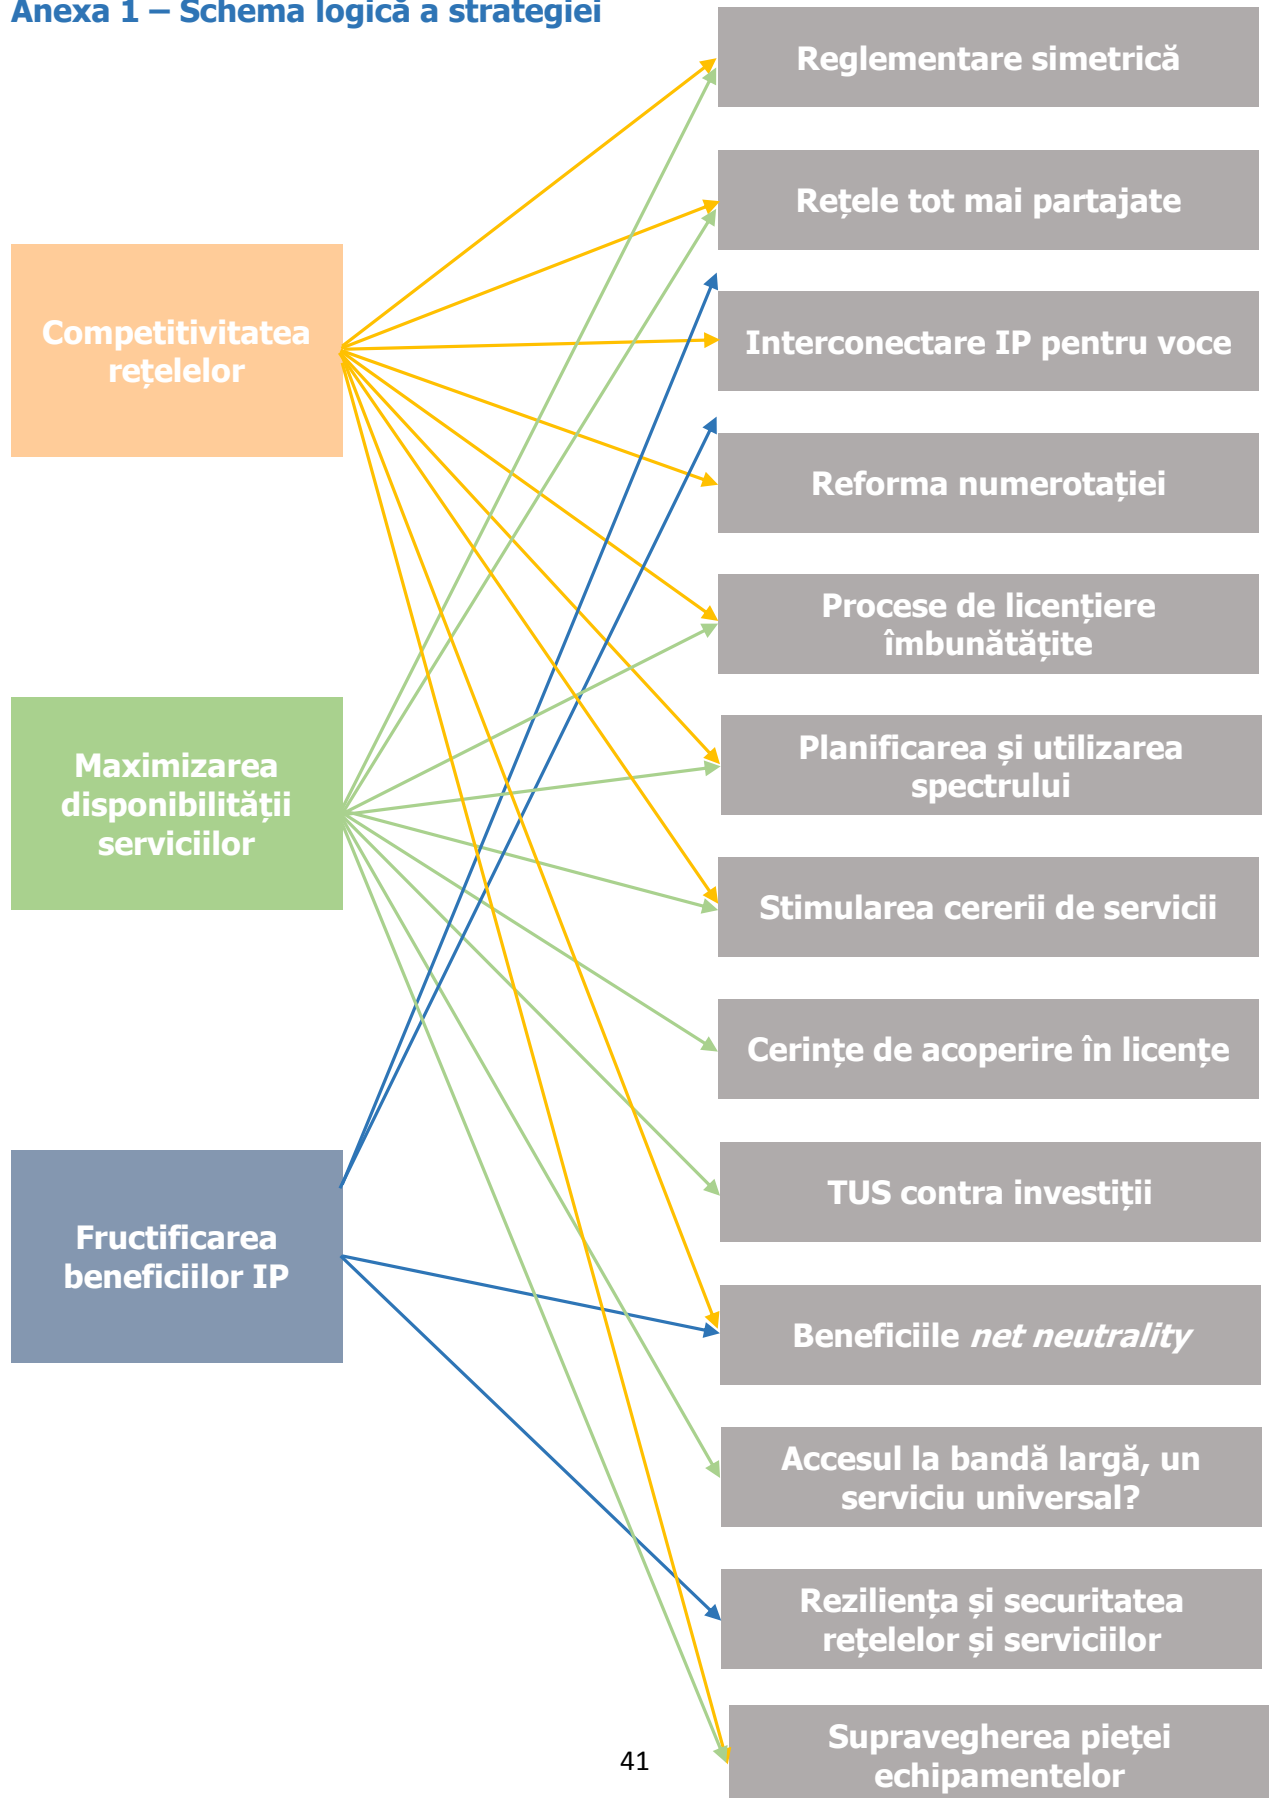 Anexa 1 – Schema logică a strategiei
Reglementare simetrică
Rețele tot mai partajate
Competitivitatea
rețelelor
Interconectare IP pentru voce
Reforma numerotației
Procese de licențiere
îmbunătățite
Maximizarea
disponibilității
serviciilor
Planificarea și utilizarea
spectrului
Stimularea cererii de servicii
Cerințe de acoperire în licențe
Fructificarea
beneficiilor IP
TUS contra investiții
Beneficiile net neutrality
Accesul la bandă largă, un
serviciu universal?
Reziliența și securitatea
rețelelor și serviciilor
Supravegherea pieței
echipamentelor
41